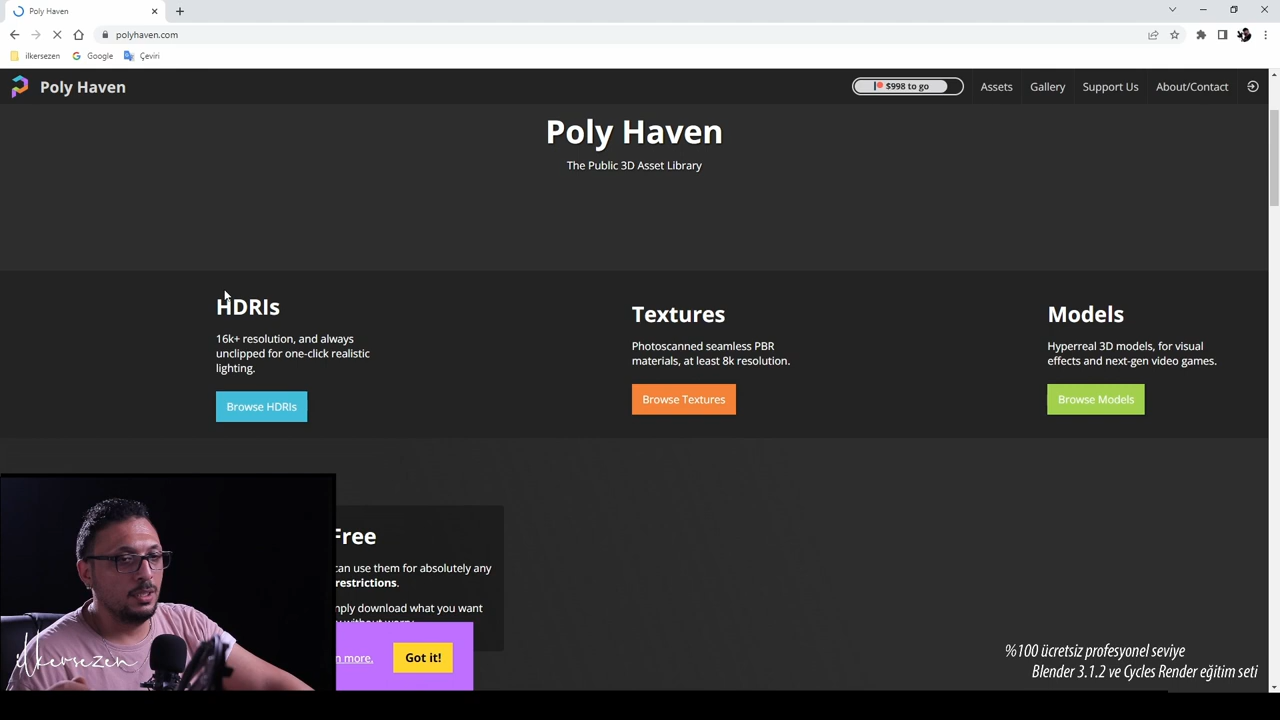 Poly Haven
polyhaven.com
ilkersezen
Google
Çeviri
Poly Haven
$998 to go
Assets
Gallery
Support Us
About/Contact
Poly Haven
The Public 3D Asset Library
HDRIs
16k+ resolution, and always
unclipped for one-click realistic
lighting.
Browse HDRIs
Textures
Photoscanned seamless PBR
materials, at least 8k resolution.
Browse Textures
Models
Hyperreal 3D models, for visual
effects and next-gen video games.
Browse Models
Free
can use them for absolutely any
restrictions.
mply download what you want
n more.
Got it!
ilkersezen
%100 ücretsiz profesyonel seviye
Blender 3.1.2 ve Cycles Render eğitim seti